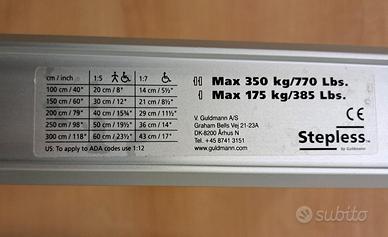 cm / inch 1:5 1:7
100 cm / 40" 20 cm / 8" 14 cm / 5½"
150 cm / 60" 30 cm / 12" 21 cm / 8½"
200 cm / 79" 40 cm / 15¾" 29 cm / 11½"
250 cm / 98" 50 cm / 19½" 36 cm / 14"
300 cm / 118" 60 cm / 23½" 43 cm / 17"
US: To apply to ADA codes use 1:12
Max 350 kg/770 Lbs.
Max 175 kg/385 Lbs.
V. Guldmann A/S
Graham Bells Vej 21-23A
DK-8200 Århus N
Tel. +45 8741 3151
www.guldmann.com
CE
Stepless™
by Guldmann
subito